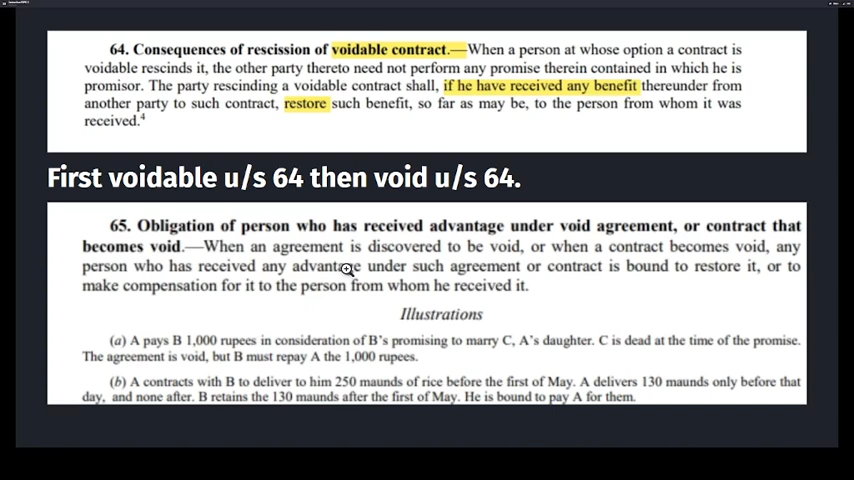 64. Consequences of rescission of voidable contract.—When a person at whose option a contract is
voidable rescinds it, the other party thereto need not perform any promise therein contained in which he is
promisor. The party rescinding a voidable contract shall, if he have received any benefit thereunder from
another party to such contract, restore such benefit, so far as may be, to the person from whom it was
received.4
First voidable u/s 64 then void u/s 64.
65. Obligation of person who has received advantage under void agreement, or contract that
becomes void.—When an agreement is discovered to be void, or when a contract becomes void, any
person who has received any advantage under such agreement or contract is bound to restore it, or to
make compensation for it to the person from whom he received it.
Illustrations
(a) A pays B 1,000 rupees in consideration of B's promising to marry C, A's daughter. C is dead at the time of the promise.
The agreement is void, but B must repay A the 1,000 rupees.
(b) A contracts with B to deliver to him 250 maunds of rice before the first of May. A delivers 130 maunds only before that
day, and none after. B retains the 130 maunds after the first of May. He is bound to pay A for them.